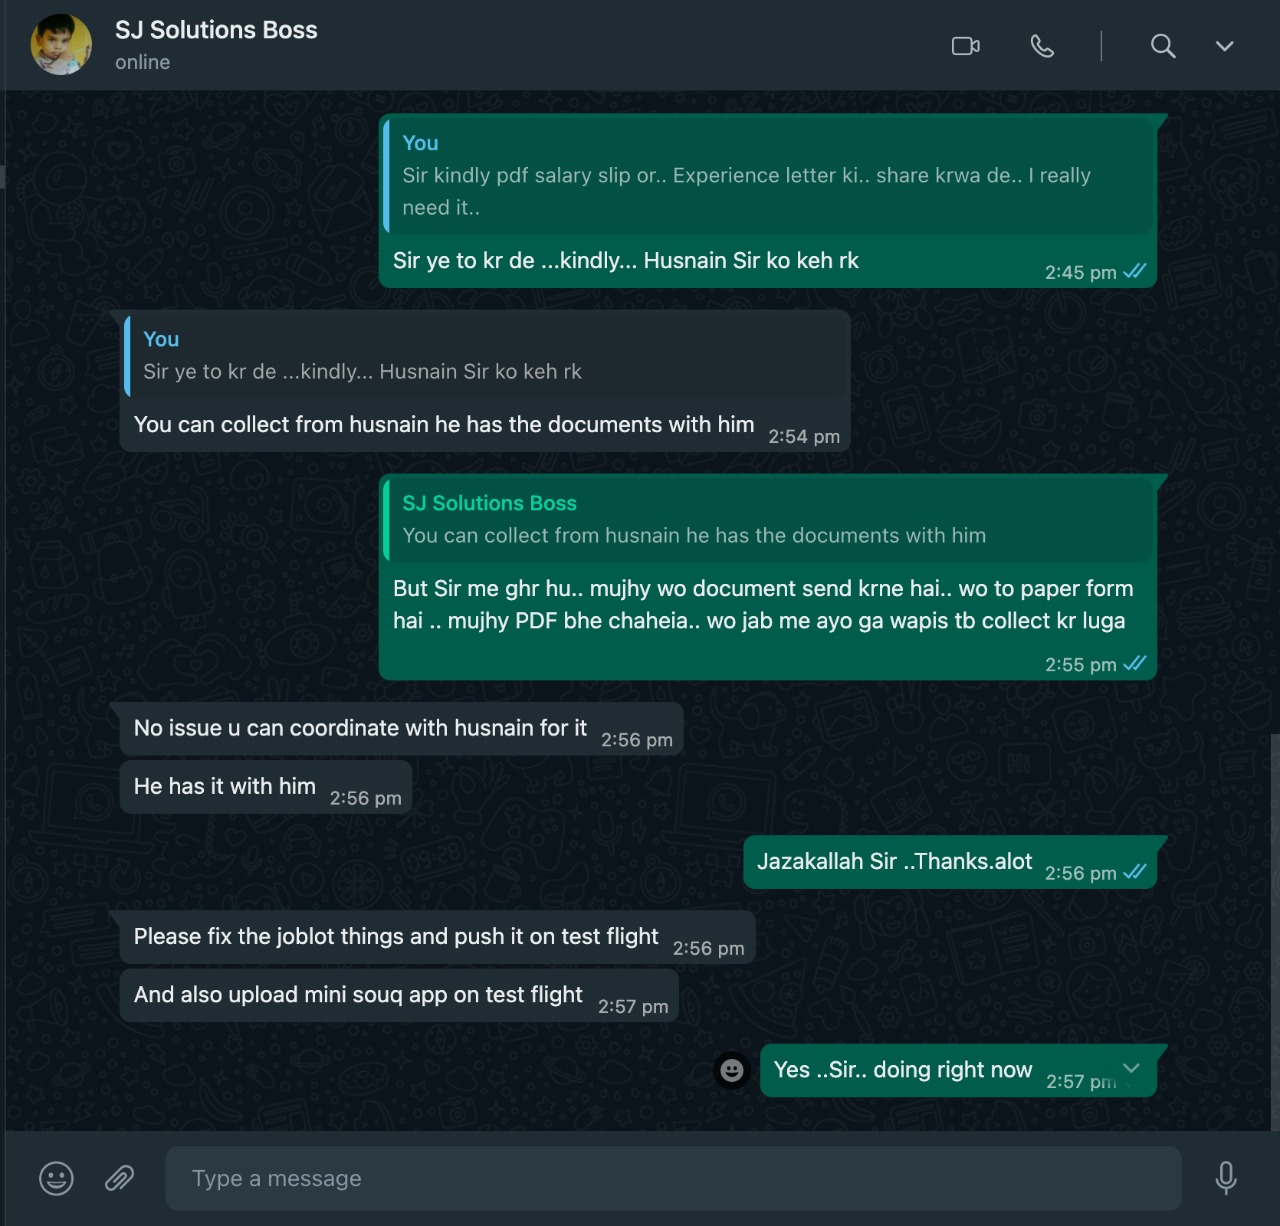 SJ Solutions Boss
online
You
Sir kindly pdf salary slip or.. Experience letter ki.. share krwa de.. I really
need it..
Sir ye to kr de ...kindly... Husnain Sir ko keh rk
2:45 pm
You
Sir ye to kr de ...kindly... Husnain Sir ko keh rk
You can collect from husnain he has the documents with him
2:54 pm
SJ Solutions Boss
You can collect from husnain he has the documents with him
But Sir me ghr hu.. mujhy wo document send krne hai.. wo to paper form
hai .. mujhy PDF bhe chaheia.. wo jab me ayo ga wapis tb collect kr luga
2:55 pm
No issue u can coordinate with husnain for it
2:56 pm
He has it with him
2:56 pm
Jazakallah Sir ..Thanks.alot
2:56 pm
Please fix the joblot things and push it on test flight
2:56 pm
And also upload mini souq app on test flight
2:57 pm
Yes ..Sir.. doing right now
2:57 pm
Type a message